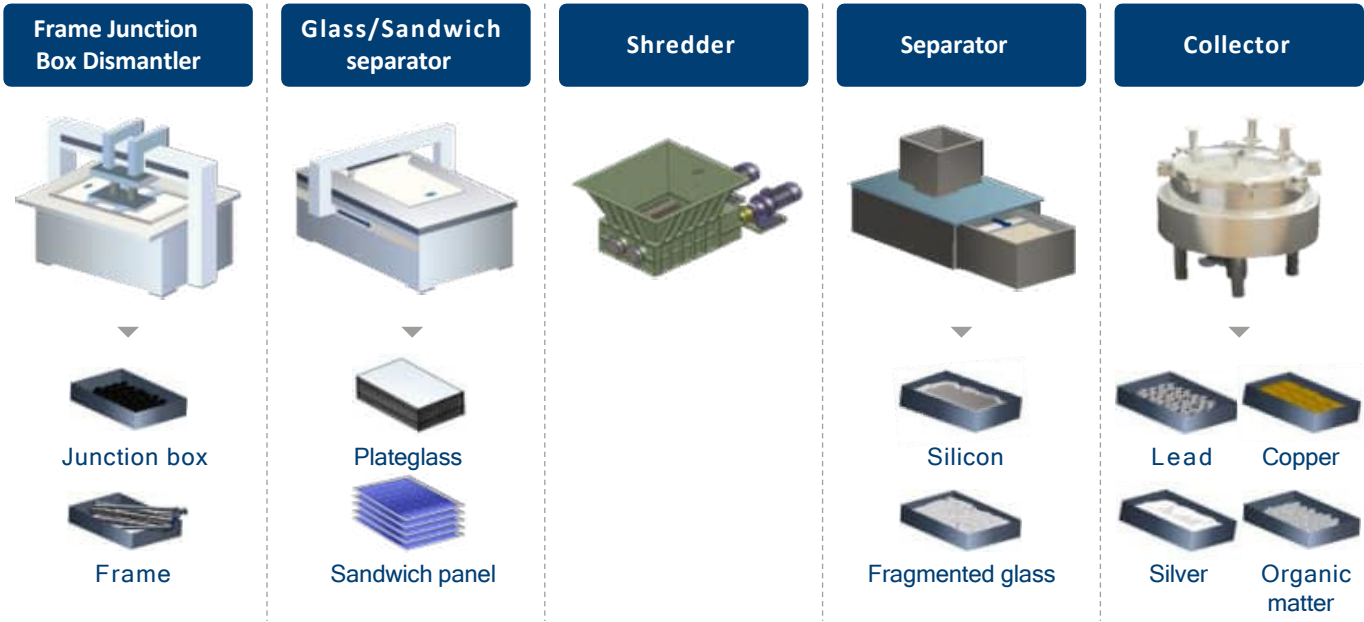 Frame Junction
Box Dismantler
Glass/Sandwich
separator
Shredder
Separator
Collector
Junction box
Plateglass
Silicon
Lead
Copper
Frame
Sandwich panel
Fragmented glass
Silver
Organic
matter